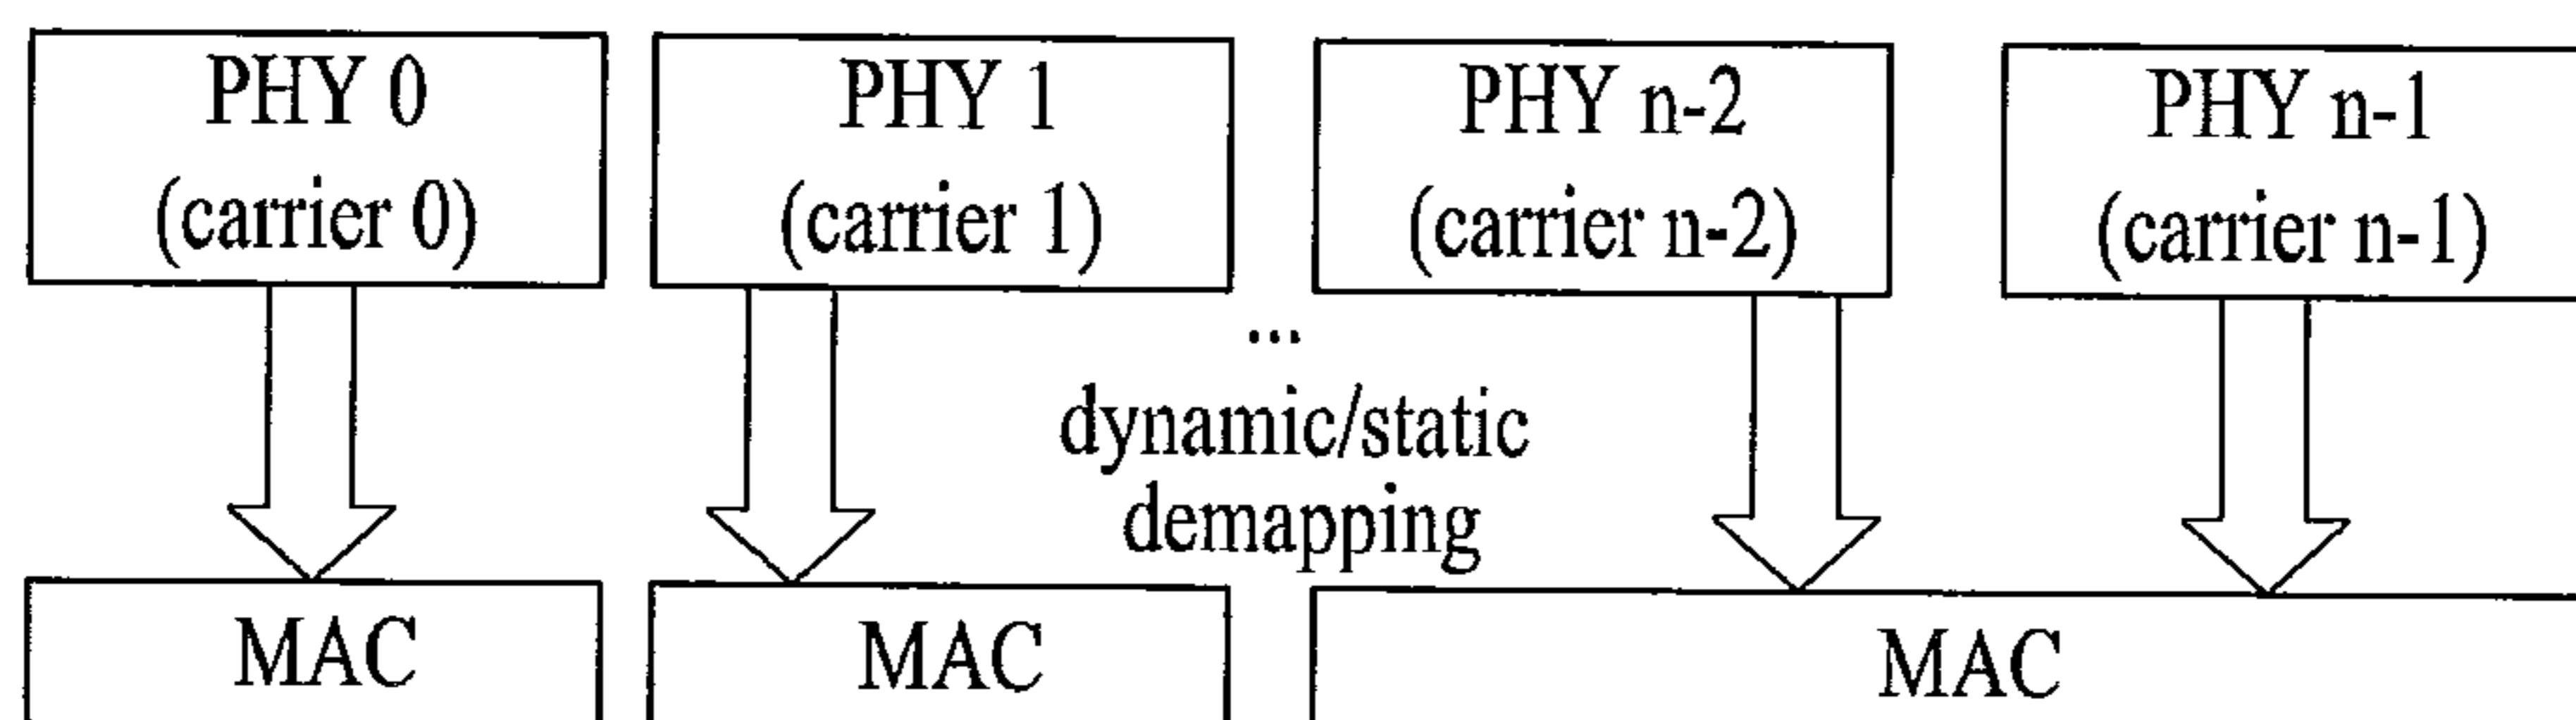 PHY 0
(carrier 0)
PHY 1
(carrier 1)
PHY n-2
(carrier n-2)
PHY n-1
(carrier n-1)
...
dynamic/static
demapping
MAC
MAC
MAC